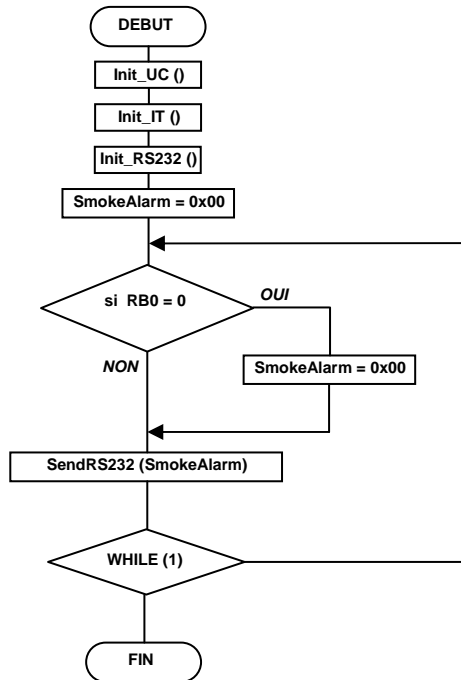 DEBUT
Init_UC ()
Init_IT ()
Init_RS232 ()
SmokeAlarm = 0x00
si RB0 = 0
OUI
NON
SmokeAlarm = 0x00
SendRS232 (SmokeAlarm)
WHILE (1)
FIN